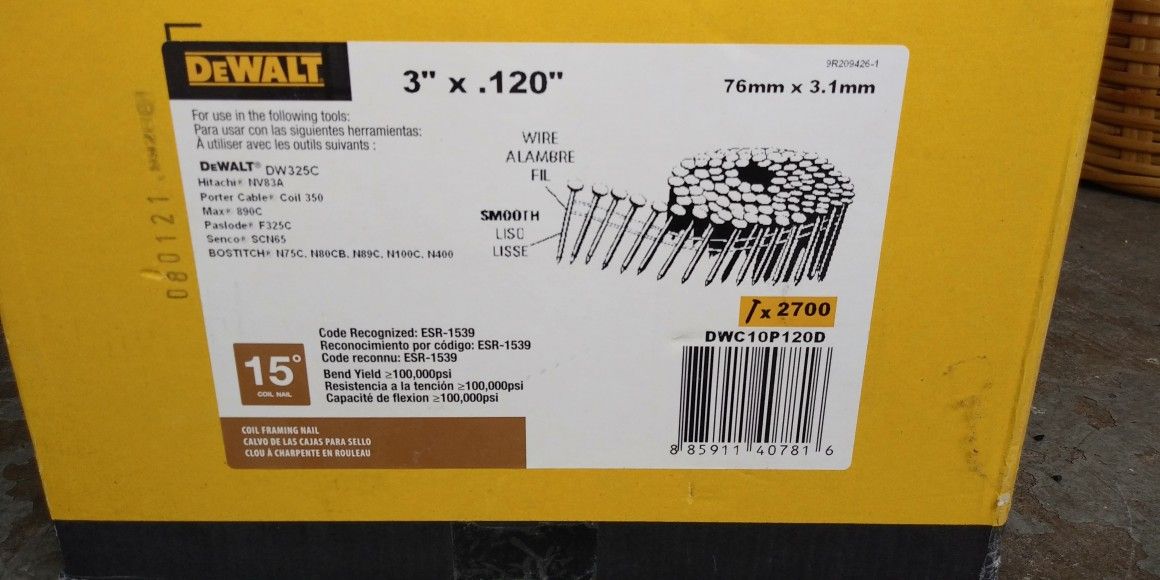 DEWALT
3" x .120"
9R209426-1
76mm x 3.1mm
For use in the following tools:
Para usar con las siguientes herramientas:
À utiliser avec les outils suivants :
DEWALT® DW325C
Hitachi® NV83A
Porter Cable® Coil 350
Max® 890C
Paslode® F325C
Senco® SCN65
BOSTITCH® N75C, N80CB, N89C, N100C, N400
WIRE
ALAMBRE
FIL
SMOOTH
LISO
LISSE
x 2700
DWC10P120D
Code Recognized: ESR-1539
Reconocimiento por código: ESR-1539
Code reconnu: ESR-1539
Bend Yield ≥100,000psi
Resistencia a la tención ≥100,000psi
Capacité de flexion ≥100,000psi
15°
COIL NAIL
COIL FRAMING NAIL
CALVO DE LAS CAJAS PARA SELLO
CLOU À CHARPENTE EN ROULEAU
8 85911 40781 6
080121